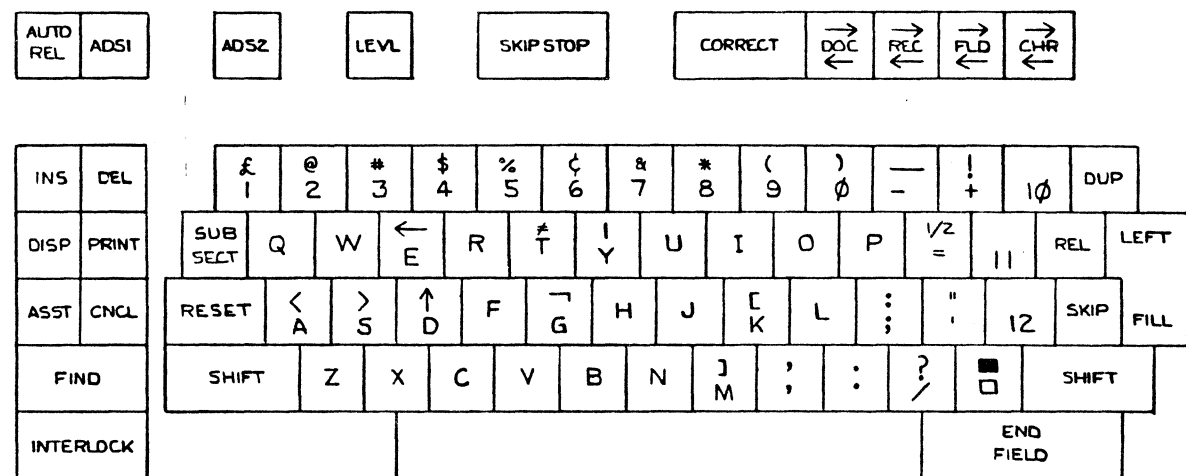 AUTO REL ADS1 ADS2 LEVL SKIP STOP CORRECT → DOC ← → REC ← → FLD ← → CHR ←
INS DEL £ 1 @ 2 # 3 $ 4 % 5 ¢ 6 & 7 * 8 ( 9 ) Ø — - ! + 1Ø DUP
DISP PRINT SUB SECT Q W ← E R ≠ T | Y U I O P 1/2 = 11 REL LEFT
ASST CNCL RESET < A > S ↑ D F ¬ G H J [ K L : ; " ' 12 SKIP FILL
FIND SHIFT Z X C V B N ] M , , . . ? / ■ □ SHIFT
INTERLOCK END FIELD